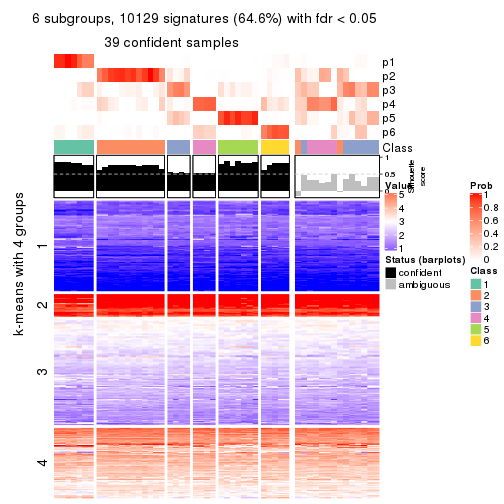 6 subgroups, 10129 signatures (64.6%) with fdr < 0.05
39 confident samples
p1
p2
p3
p4
p5
p6
Class
1
0.5
0
Silhouette
score
k-means with 4 groups
1
2
3
4
Value
5
4
3
2
1
Status (barplots)
confident
ambiguous
Prob
1
0.8
0.6
0.4
0.2
0
Class
1
2
3
4
5
6